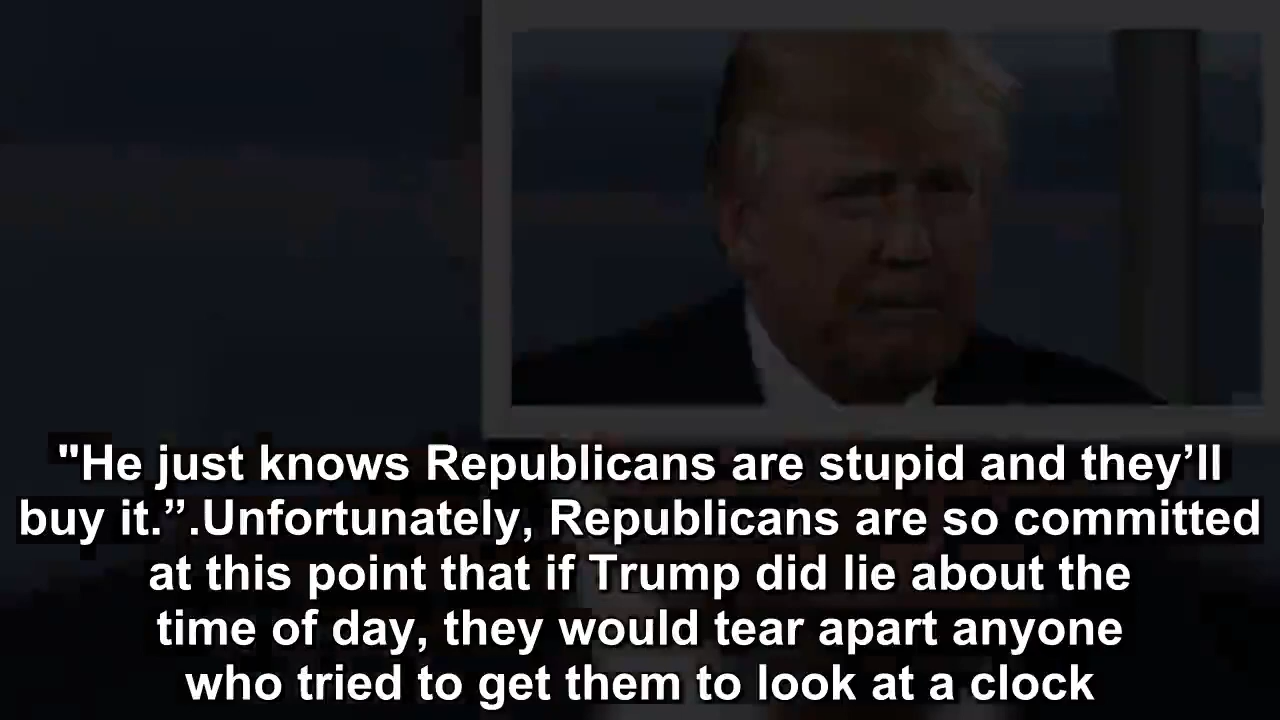 "He just knows Republicans are stupid and they’ll
buy it.”.Unfortunately, Republicans are so committed
at this point that if Trump did lie about the
time of day, they would tear apart anyone
who tried to get them to look at a clock